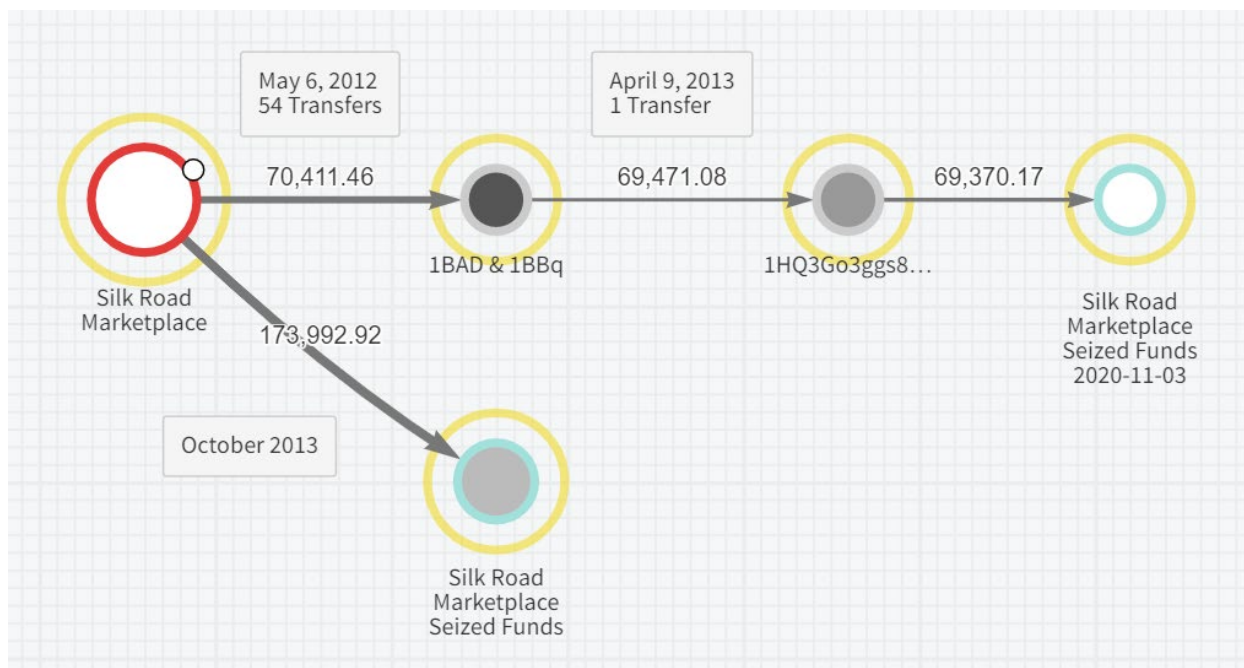 May 6, 2012
54 Transfers
April 9, 2013
1 Transfer
70,411.46
69,471.08
69,370.17
1BAD & 1BBq
1HQ3Go3ggs8…
Silk Road
Marketplace
Silk Road
Marketplace
Seized Funds
2020-11-03
173,992.92
October 2013
Silk Road
Marketplace
Seized Funds